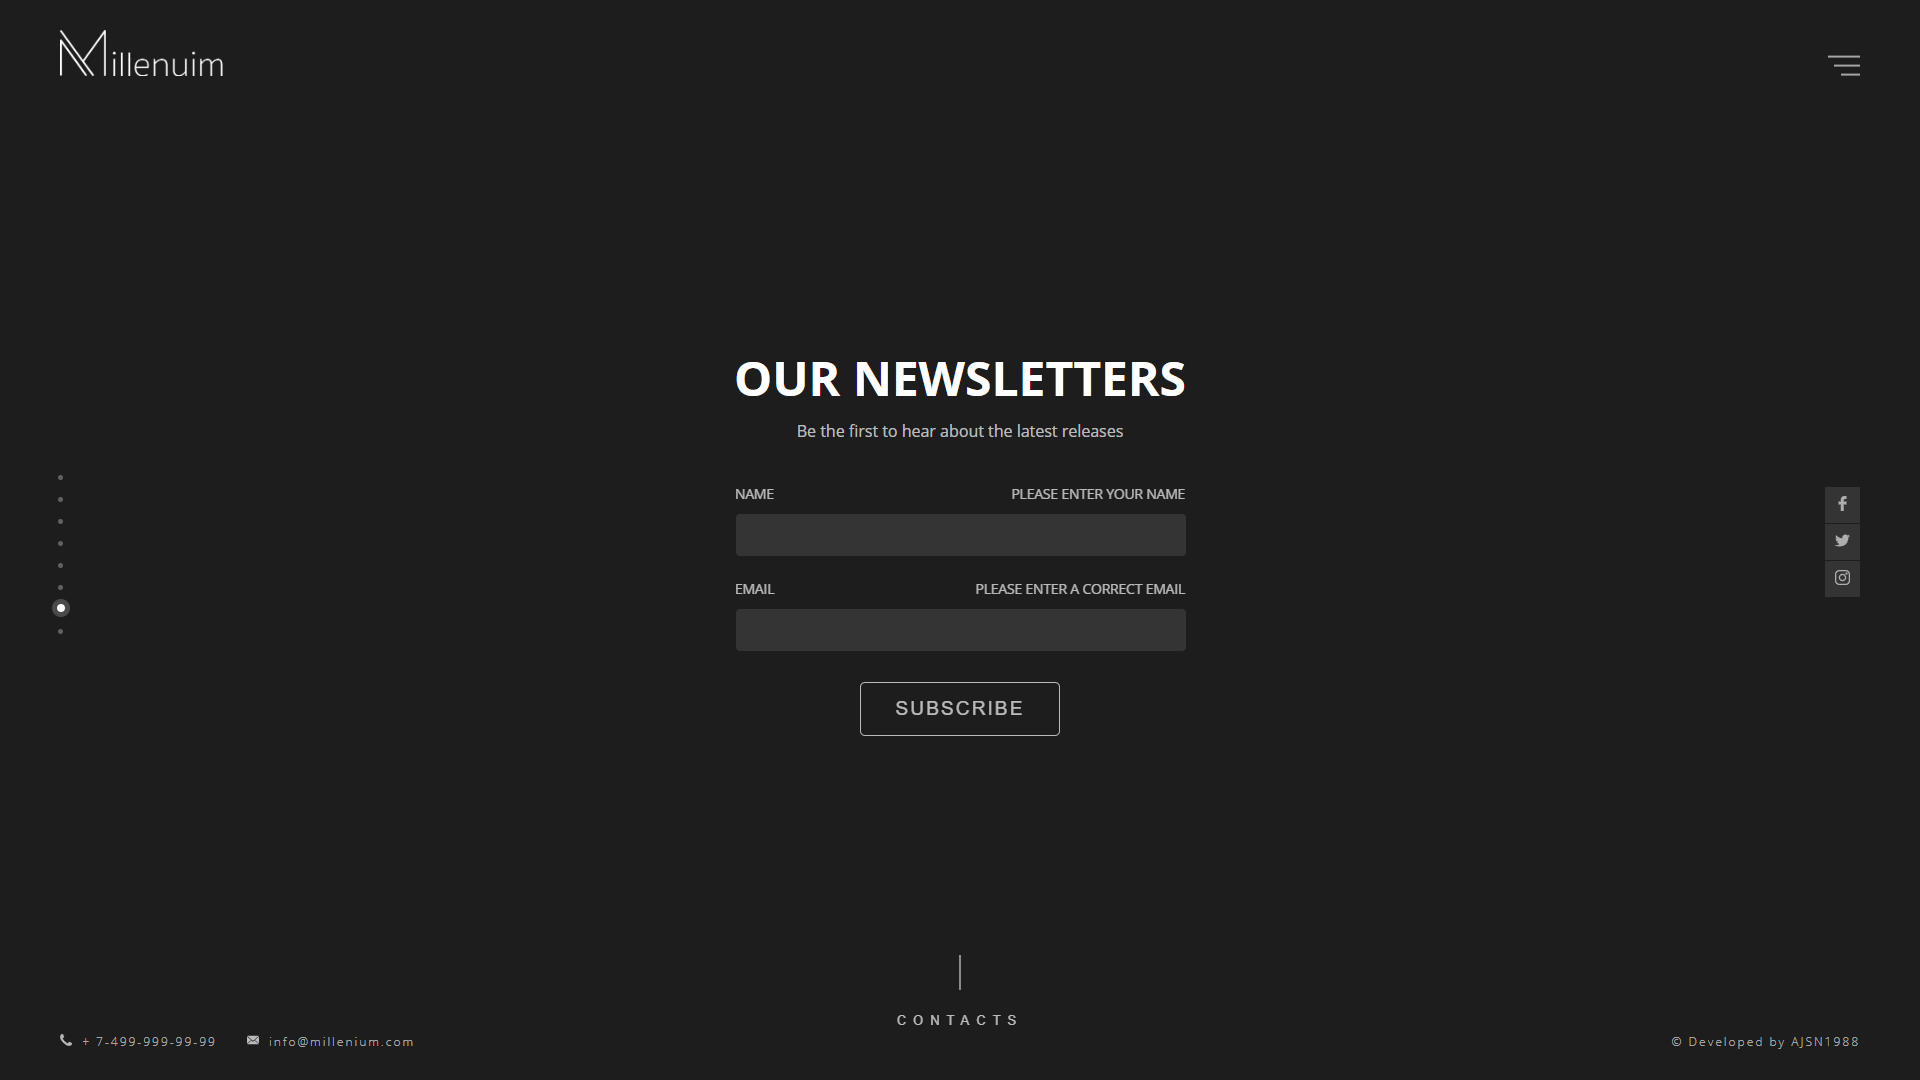 Millenuim
OUR NEWSLETTERS
Be the first to hear about the latest releases
NAME PLEASE ENTER YOUR NAME
EMAIL PLEASE ENTER A CORRECT EMAIL
SUBSCRIBE
CONTACTS
+ 7-499-999-99-99 info@millenium.com
© Developed by AJSN1988